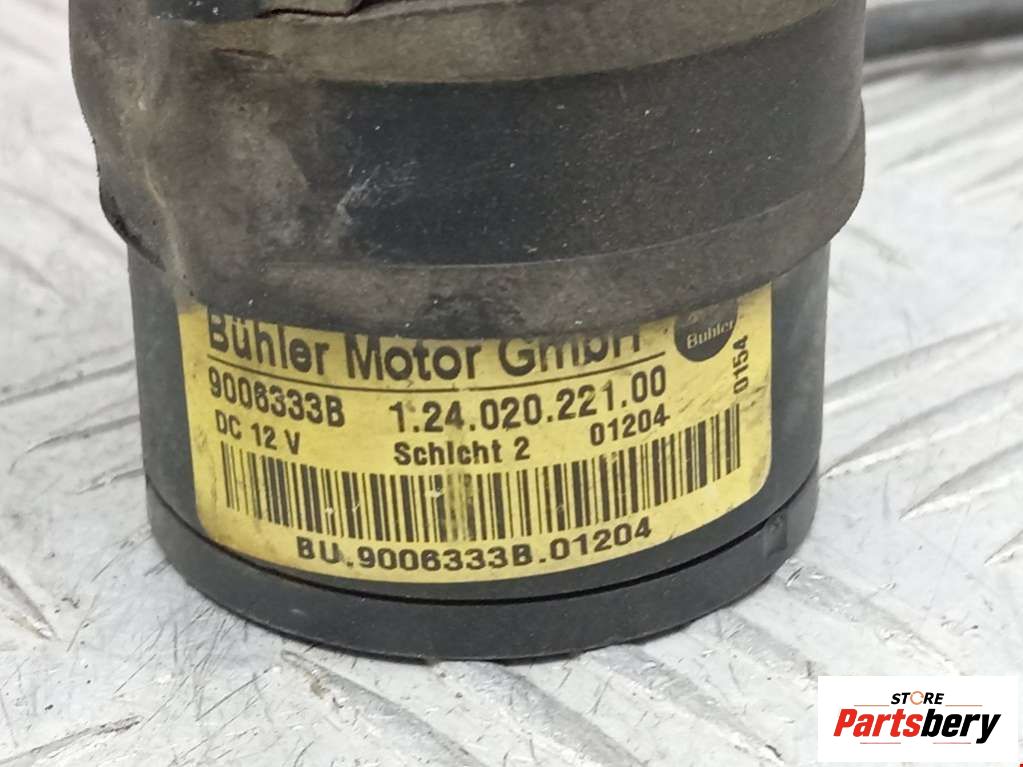 Bühler Motor GmbH
Bühler
9006333B 1.24.020.221.00
0154
DC 12 V Schicht 2 01204
BU.9006333B.01204
STORE
Partsbery